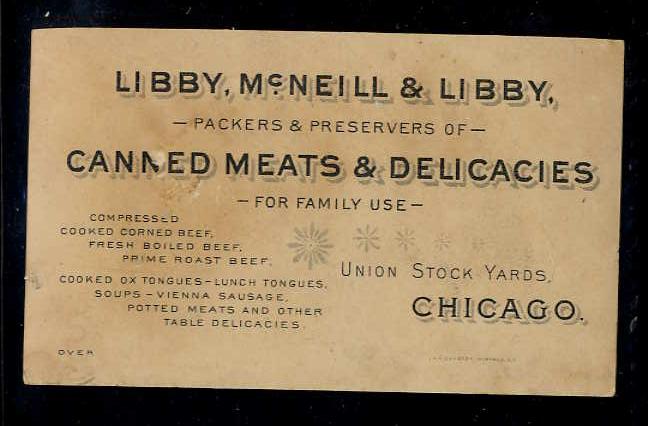 LIBBY, McNEILL & LIBBY,
—PACKERS & PRESERVERS OF—
CANNED MEATS & DELICACIES
—FOR FAMILY USE—
COMPRESSED
COOKED CORNED BEEF,
FRESH BOILED BEEF,
PRIME ROAST BEEF,
COOKED OX TONGUES—LUNCH TONGUES,
SOUPS—VIENNA SAUSAGE,
POTTED MEATS AND OTHER
TABLE DELICACIES.
UNION STOCK YARDS,
CHICAGO.
OVER